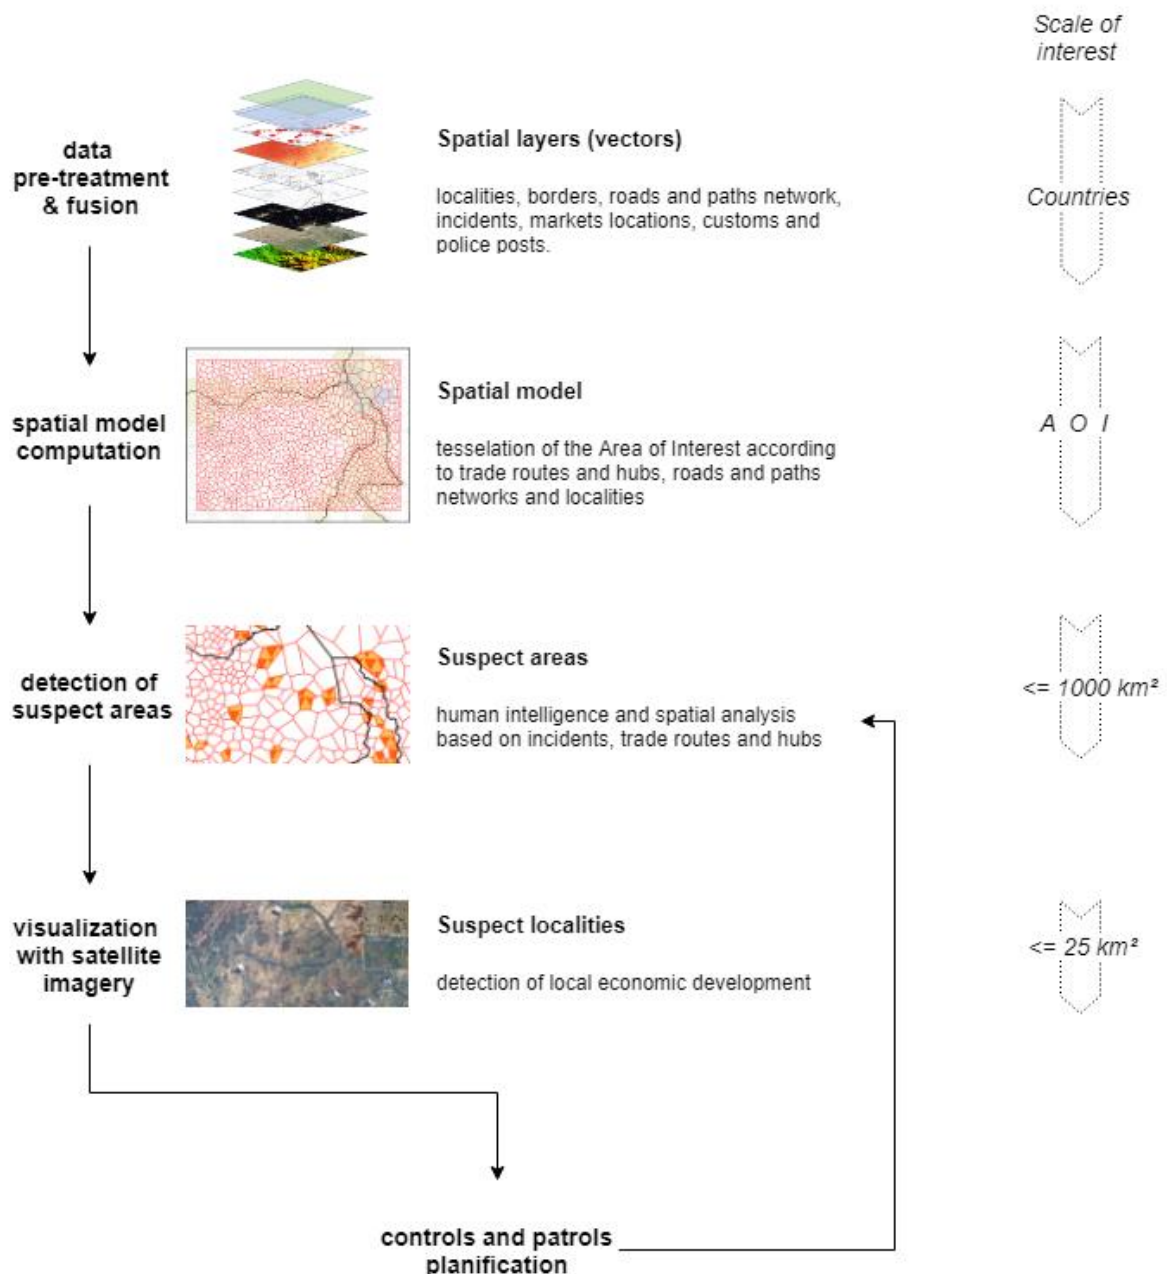 Scale of
interest
data
pre-treatment
& fusion
Spatial layers (vectors)
localities, borders, roads and paths network,
incidents, markets locations, customs and
police posts.
Countries
spatial model
computation
Spatial model
tesselation of the Area of Interest according
to trade routes and hubs, roads and paths
networks and localities
A O I
detection of
suspect areas
Suspect areas
human intelligence and spatial analysis
based on incidents, trade routes and hubs
<= 1000 km²
visualization
with satellite
imagery
Suspect localities
detection of local economic development
<= 25 km²
controls and patrols
planification